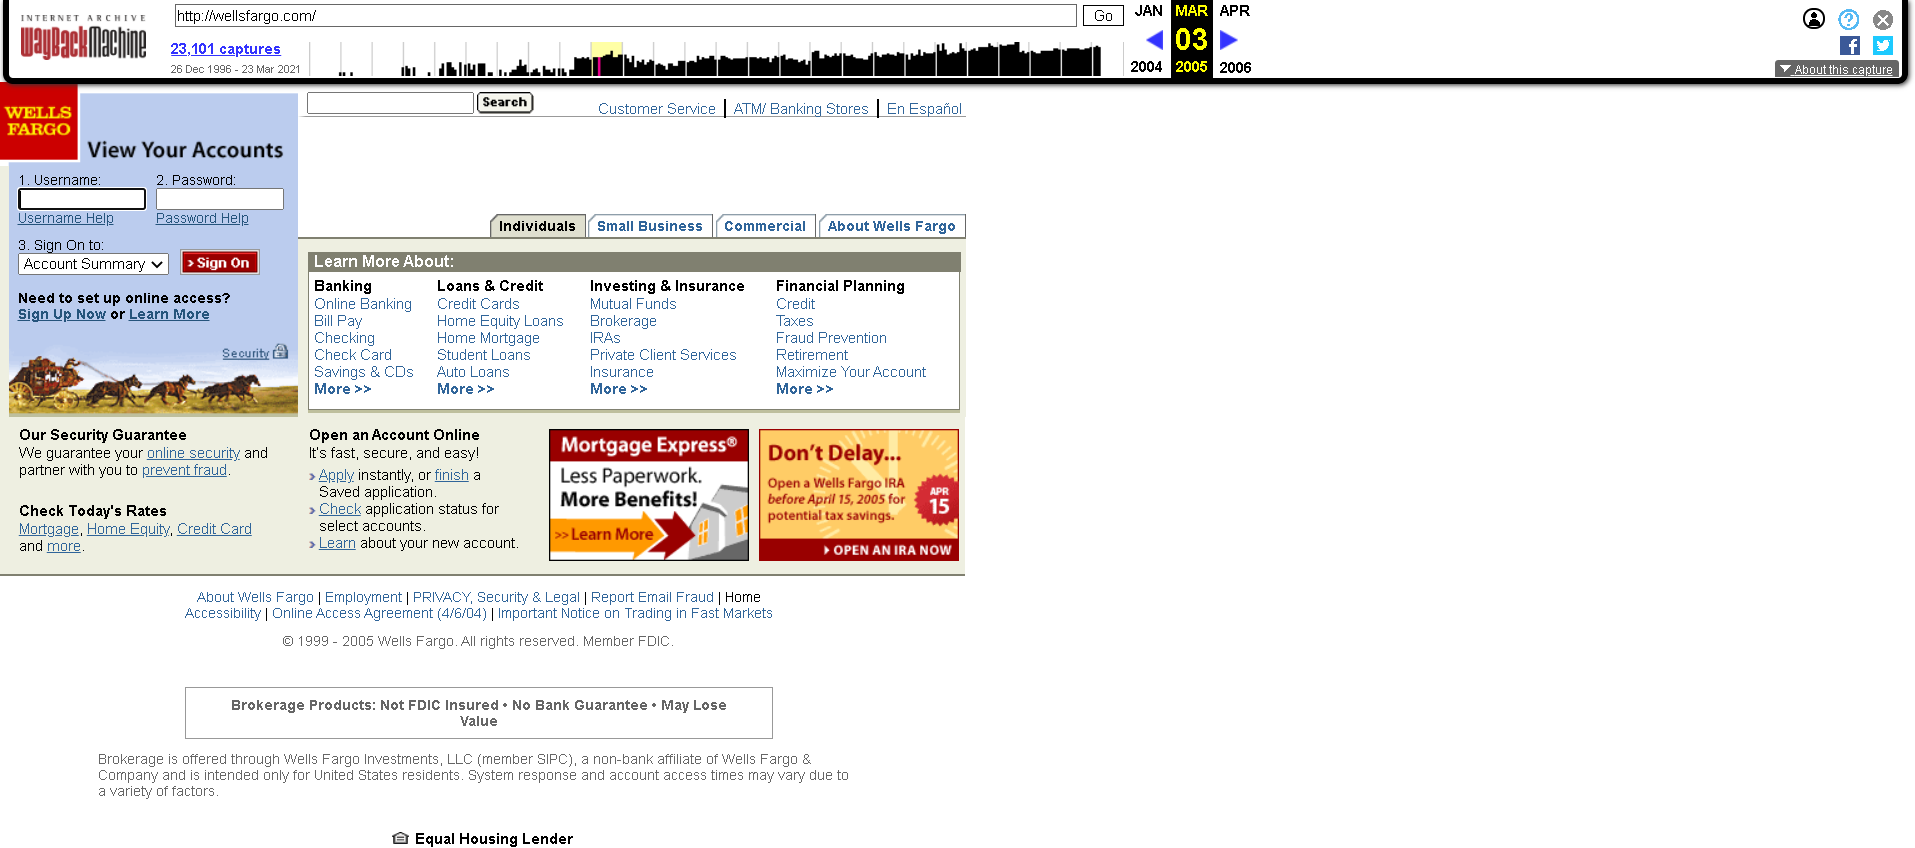 INTERNET ARCHIVE
WayBackMachine
http://wellsfargo.com/
Go
JAN MAR APR
23,101 captures
03
26 Dec 1996 - 23 Mar 2021
2004 2005 2006
About this capture
WELLS
FARGO
View Your Accounts
1. Username: 2. Password:
Username Help Password Help
3. Sign On to:
Account Summary Sign On
Need to set up online access?
Sign Up Now or Learn More
Security
Search
Customer Service ATM/ Banking Stores En Español
Individuals Small Business Commercial About Wells Fargo
Learn More About:
Banking
Online Banking
Bill Pay
Checking
Check Card
Savings & CDs
More >>
Loans & Credit
Credit Cards
Home Equity Loans
Home Mortgage
Student Loans
Auto Loans
More >>
Investing & Insurance
Mutual Funds
Brokerage
IRAs
Private Client Services
Insurance
More >>
Financial Planning
Credit
Taxes
Fraud Prevention
Retirement
Maximize Your Account
More >>
Our Security Guarantee
We guarantee your online security and
partner with you to prevent fraud.
Check Today's Rates
Mortgage, Home Equity, Credit Card
and more.
Open an Account Online
It's fast, secure, and easy!
Apply instantly, or finish a
Saved application.
Check application status for
select accounts.
Learn about your new account.
Mortgage Express®
Less Paperwork.
More Benefits!
>> Learn More
Don't Delay...
Open a Wells Fargo IRA
before April 15, 2005 for
potential tax savings.
APR
15
OPEN AN IRA NOW
About Wells Fargo | Employment | PRIVACY, Security & Legal | Report Email Fraud | Home
Accessibility | Online Access Agreement (4/6/04) | Important Notice on Trading in Fast Markets
© 1999 - 2005 Wells Fargo. All rights reserved. Member FDIC.
Brokerage Products: Not FDIC Insured • No Bank Guarantee • May Lose
Value
Brokerage is offered through Wells Fargo Investments, LLC (member SIPC), a non-bank affiliate of Wells Fargo &
Company and is intended only for United States residents. System response and account access times may vary due to
a variety of factors.
Equal Housing Lender